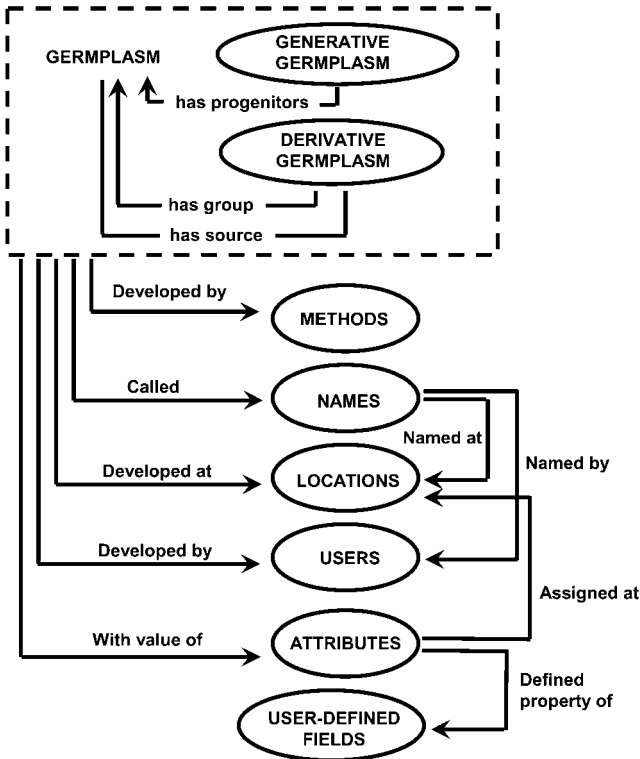 GERMPLASM
GENERATIVE
GERMPLASM
has progenitors
DERIVATIVE
GERMPLASM
has group
has source
Developed by
METHODS
Called
NAMES
Named at
Named by
Developed at
LOCATIONS
Developed by
USERS
Assigned at
With value of
ATTRIBUTES
Defined
property of
USER-DEFINED
FIELDS